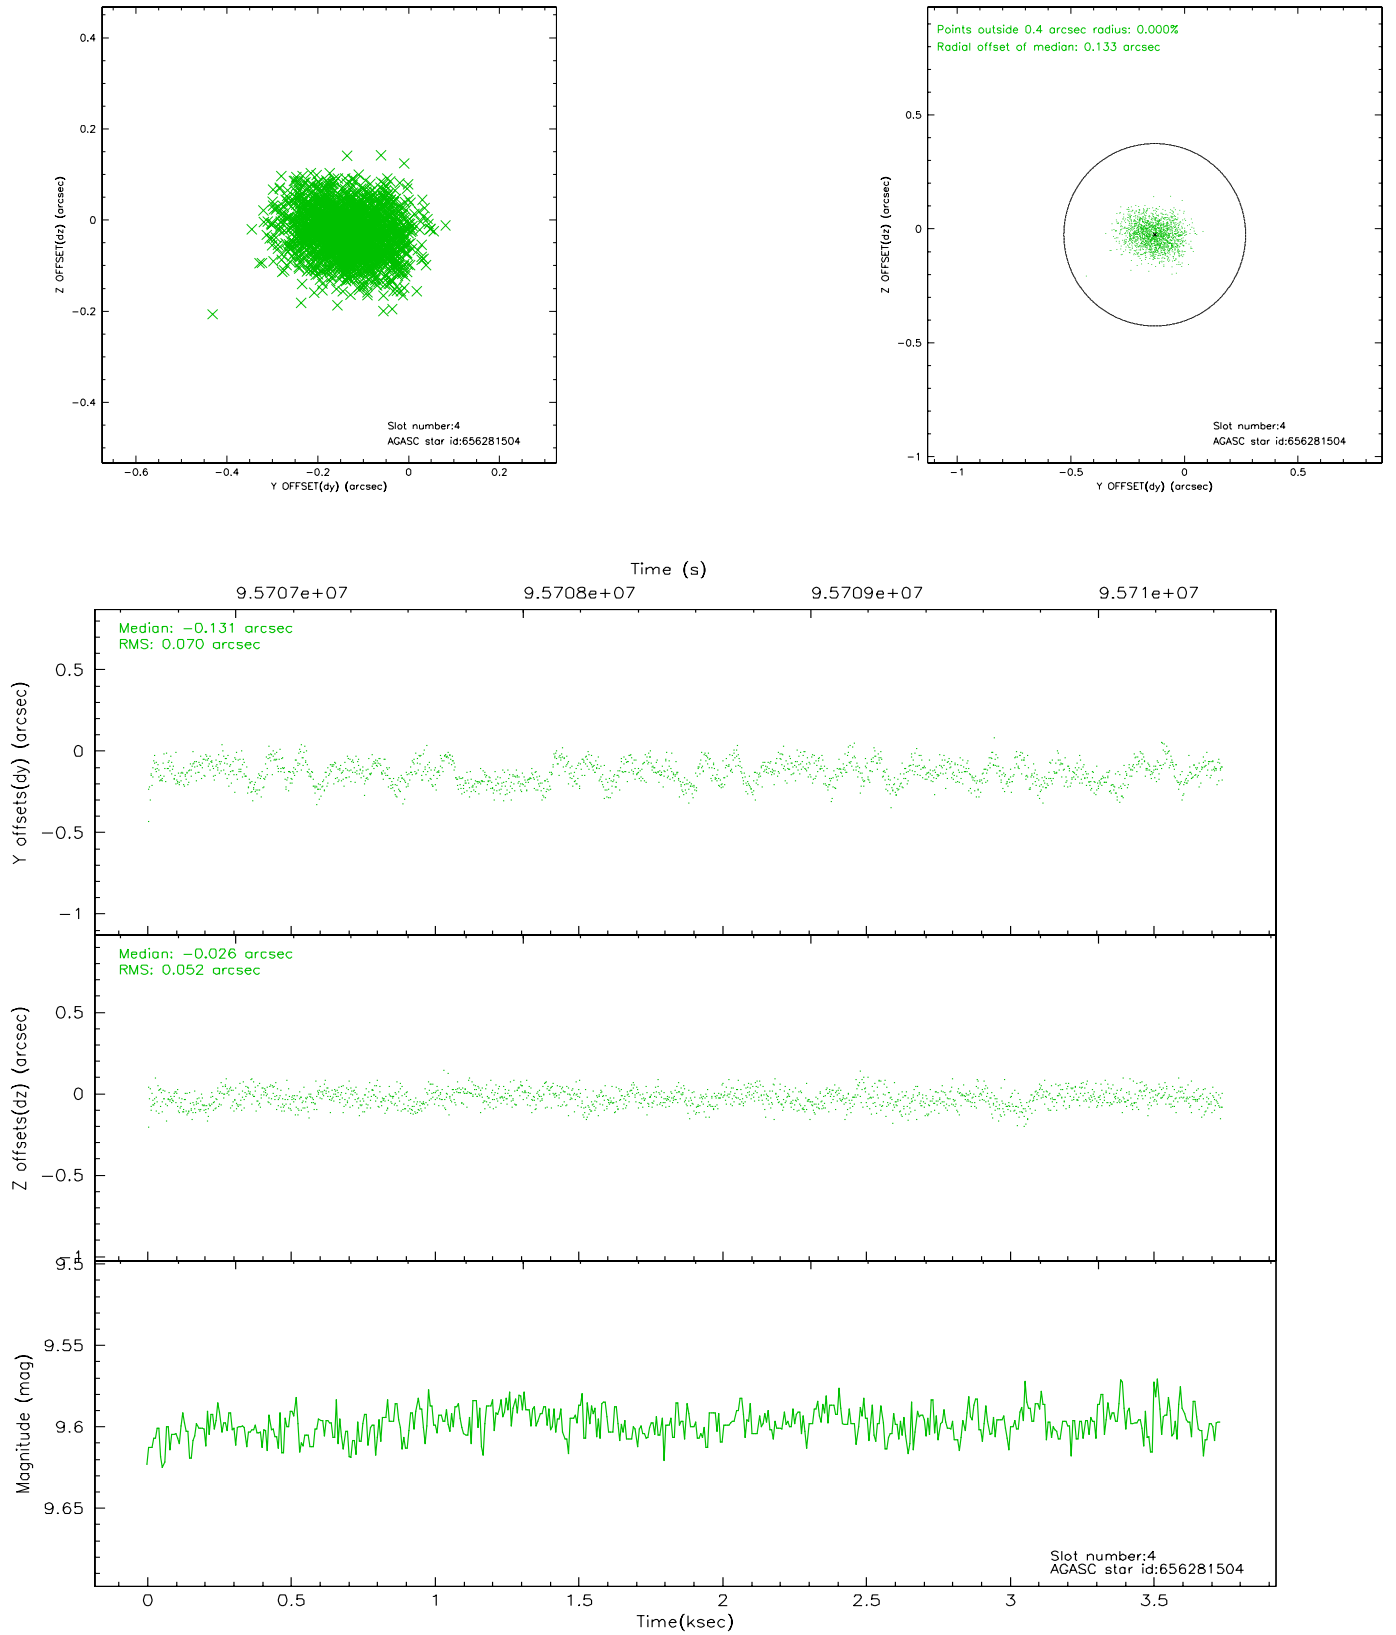 0.4
0.2
0
−0.2
−0.4
Z OFFSET(dz) (arcsec)
−0.6
−0.4
−0.2
0
0.2
Y OFFSET(dy) (arcsec)
Slot number:4
AGASC star id:656281504
Points outside 0.4 arcsec radius: 0.000%
Radial offset of median: 0.133 arcsec
0.5
0
−0.5
−1
Z OFFSET(dz) (arcsec)
−1
−0.5
0
0.5
Y OFFSET(dy) (arcsec)
Slot number:4
AGASC star id:656281504
Time (s)
9.5707e+07
9.5708e+07
9.5709e+07
9.571e+07
Median: −0.131 arcsec
RMS: 0.070 arcsec
0.5
0
−0.5
−1
Y offsets(dy) (arcsec)
Median: −0.026 arcsec
RMS: 0.052 arcsec
0.5
0
−0.5
−1
Z offsets(dz) (arcsec)
9.5
9.55
9.6
9.65
Magnitude (mag)
Slot number:4
AGASC star id:656281504
0
0.5
1
1.5
2
2.5
3
3.5
Time(ksec)